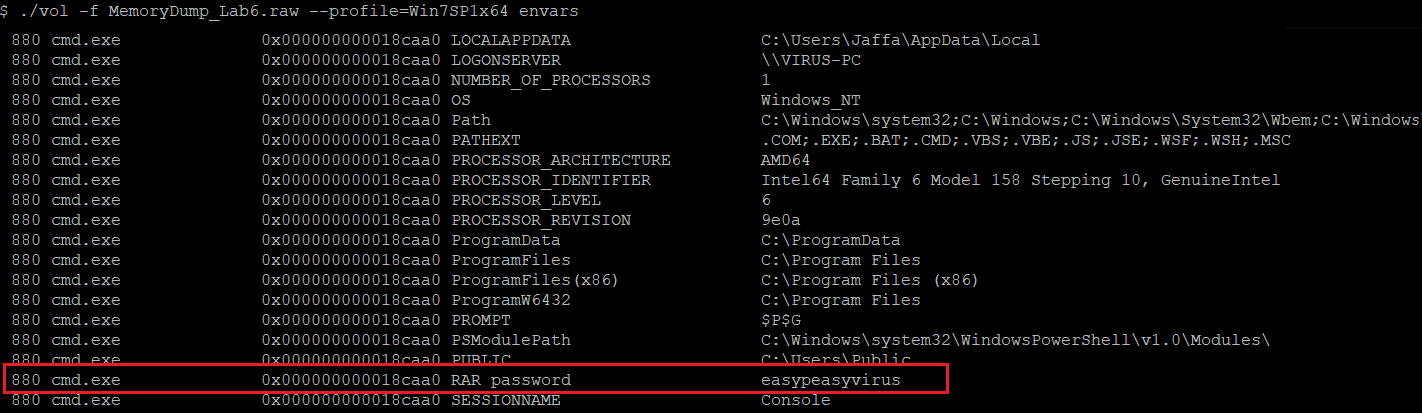 $ ./vol -f MemoryDump_Lab6.raw --profile=Win7SP1x64 envars
880 cmd.exe 0x000000000018caa0 LOCALAPPDATA C:\Users\Jaffa\AppData\Local
880 cmd.exe 0x000000000018caa0 LOGONSERVER \\VIRUS-PC
880 cmd.exe 0x000000000018caa0 NUMBER_OF_PROCESSORS 1
880 cmd.exe 0x000000000018caa0 OS Windows_NT
880 cmd.exe 0x000000000018caa0 Path C:\Windows\system32;C:\Windows;C:\Windows\System32\Wbem;C:\Windows
880 cmd.exe 0x000000000018caa0 PATHEXT .COM;.EXE;.BAT;.CMD;.VBS;.VBE;.JS;.JSE;.WSF;.WSH;.MSC
880 cmd.exe 0x000000000018caa0 PROCESSOR_ARCHITECTURE AMD64
880 cmd.exe 0x000000000018caa0 PROCESSOR_IDENTIFIER Intel64 Family 6 Model 158 Stepping 10, GenuineIntel
880 cmd.exe 0x000000000018caa0 PROCESSOR_LEVEL 6
880 cmd.exe 0x000000000018caa0 PROCESSOR_REVISION 9e0a
880 cmd.exe 0x000000000018caa0 ProgramData C:\ProgramData
880 cmd.exe 0x000000000018caa0 ProgramFiles C:\Program Files
880 cmd.exe 0x000000000018caa0 ProgramFiles(x86) C:\Program Files (x86)
880 cmd.exe 0x000000000018caa0 ProgramW6432 C:\Program Files
880 cmd.exe 0x000000000018caa0 PROMPT $P$G
880 cmd.exe 0x000000000018caa0 PSModulePath C:\Windows\system32\WindowsPowerShell\v1.0\Modules\
880 cmd.exe 0x000000000018caa0 PUBLIC C:\Users\Public
880 cmd.exe 0x000000000018caa0 RAR password easypeasyvirus
880 cmd.exe 0x000000000018caa0 SESSIONNAME Console